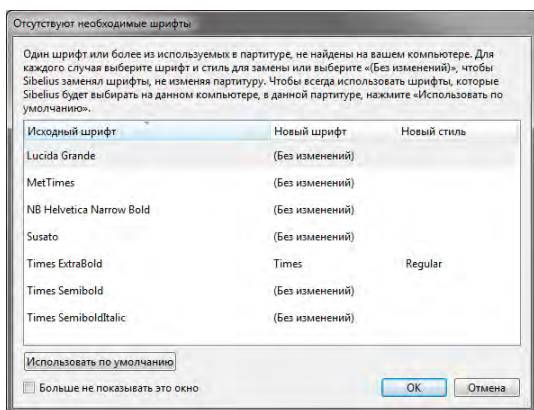 Отсутствуют необходимые шрифты
Один шрифт или более из используемых в партитуре, не найдены на вашем компьютере. Для
каждого случая выберите шрифт и стиль для замены или выберите «(Без изменений)», чтобы
Sibelius заменял шрифты, не изменяя партитуру. Чтобы всегда использовать шрифты, которые
Sibelius будет выбирать на данном компьютере, в данной партитуре, нажмите «Использовать по
умолчанию».
Исходный шрифт Новый шрифт Новый стиль
Lucida Grande (Без изменений)
MetTimes (Без изменений)
NB Helvetica Narrow Bold (Без изменений)
Susato (Без изменений)
Times ExtraBold Times Regular
Times Semibold (Без изменений)
Times SemiboldItalic (Без изменений)
Использовать по умолчанию
Больше не показывать это окно OK Отмена